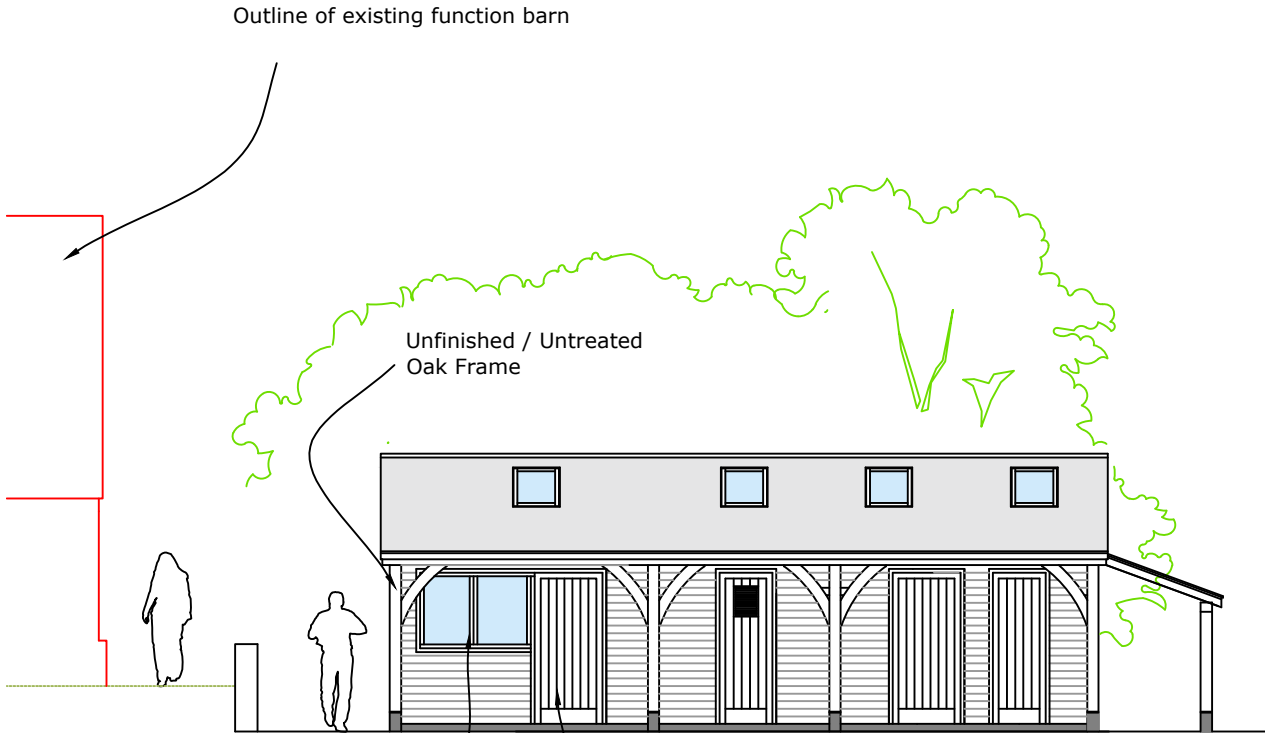 Outline of existing function barn
Unfinished / Untreated
Oak Frame